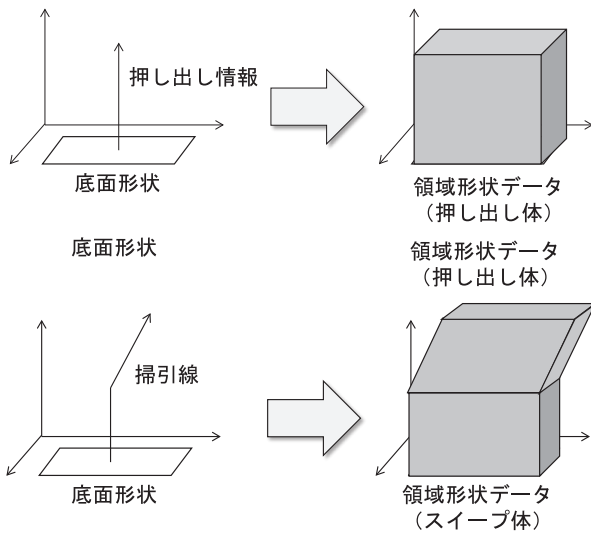 押し出し情報
底面形状
領域形状データ
（押し出し体）
底面形状
領域形状データ
（押し出し体）
掃引線
底面形状
領域形状データ
（スイープ体）